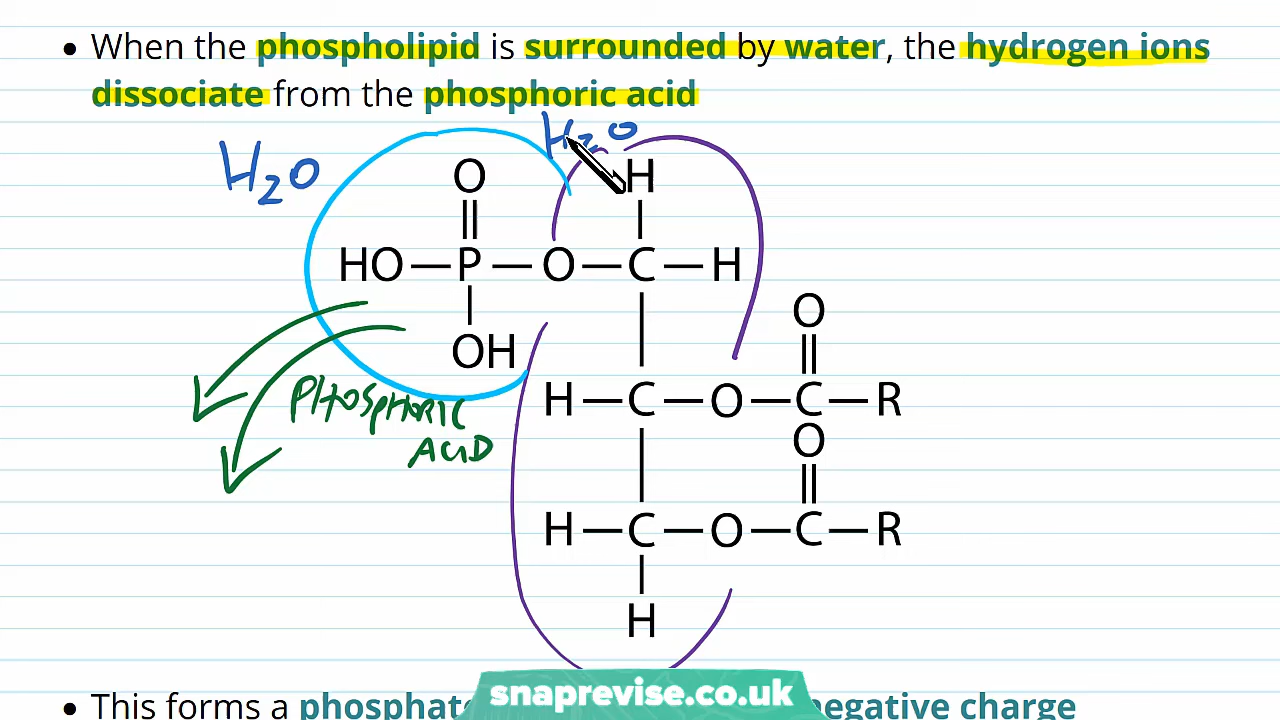 • When the phospholipid is surrounded by water, the hydrogen ions
dissociate from the phosphoric acid
H2O
H2O
O
H
HO—P—O—C—H
OH
O
PHOSPHORIC
ACID
H—C—O—C—R
O
H—C—O—C—R
H
snaprevise.co.uk
• This forms a phosphate negative charge